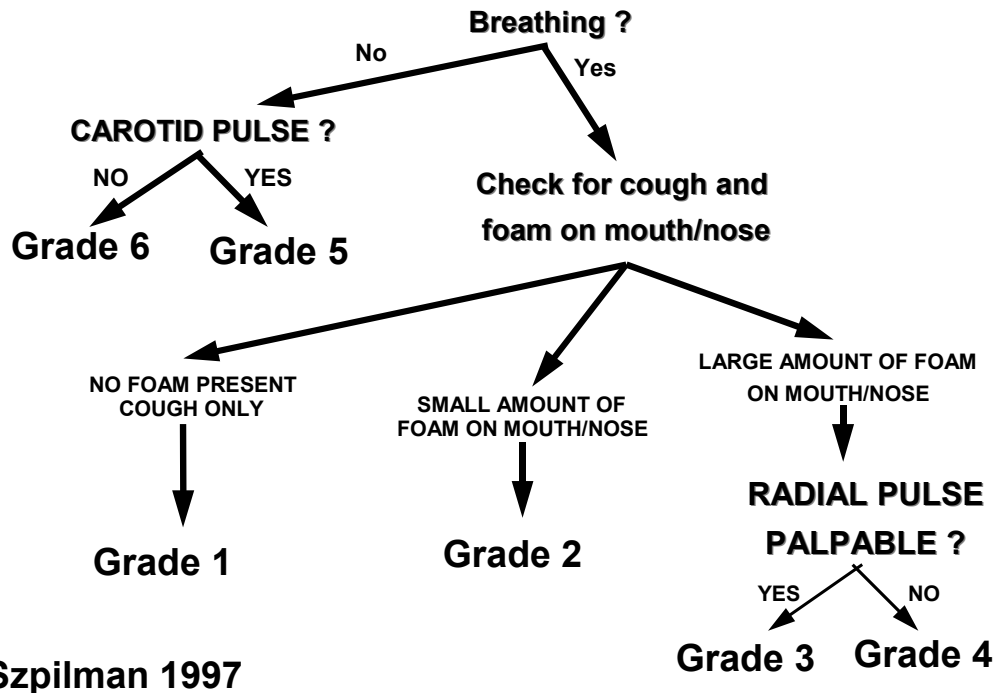 Breathing ?
No
Yes
CAROTID PULSE ?
NO
YES
Grade 6
Grade 5
Check for cough and
foam on mouth/nose
NO FOAM PRESENT
COUGH ONLY
Grade 1
SMALL AMOUNT OF
FOAM ON MOUTH/NOSE
Grade 2
LARGE AMOUNT OF FOAM
ON MOUTH/NOSE
RADIAL PULSE
PALPABLE ?
YES
NO
Grade 3
Grade 4
Szpilman 1997